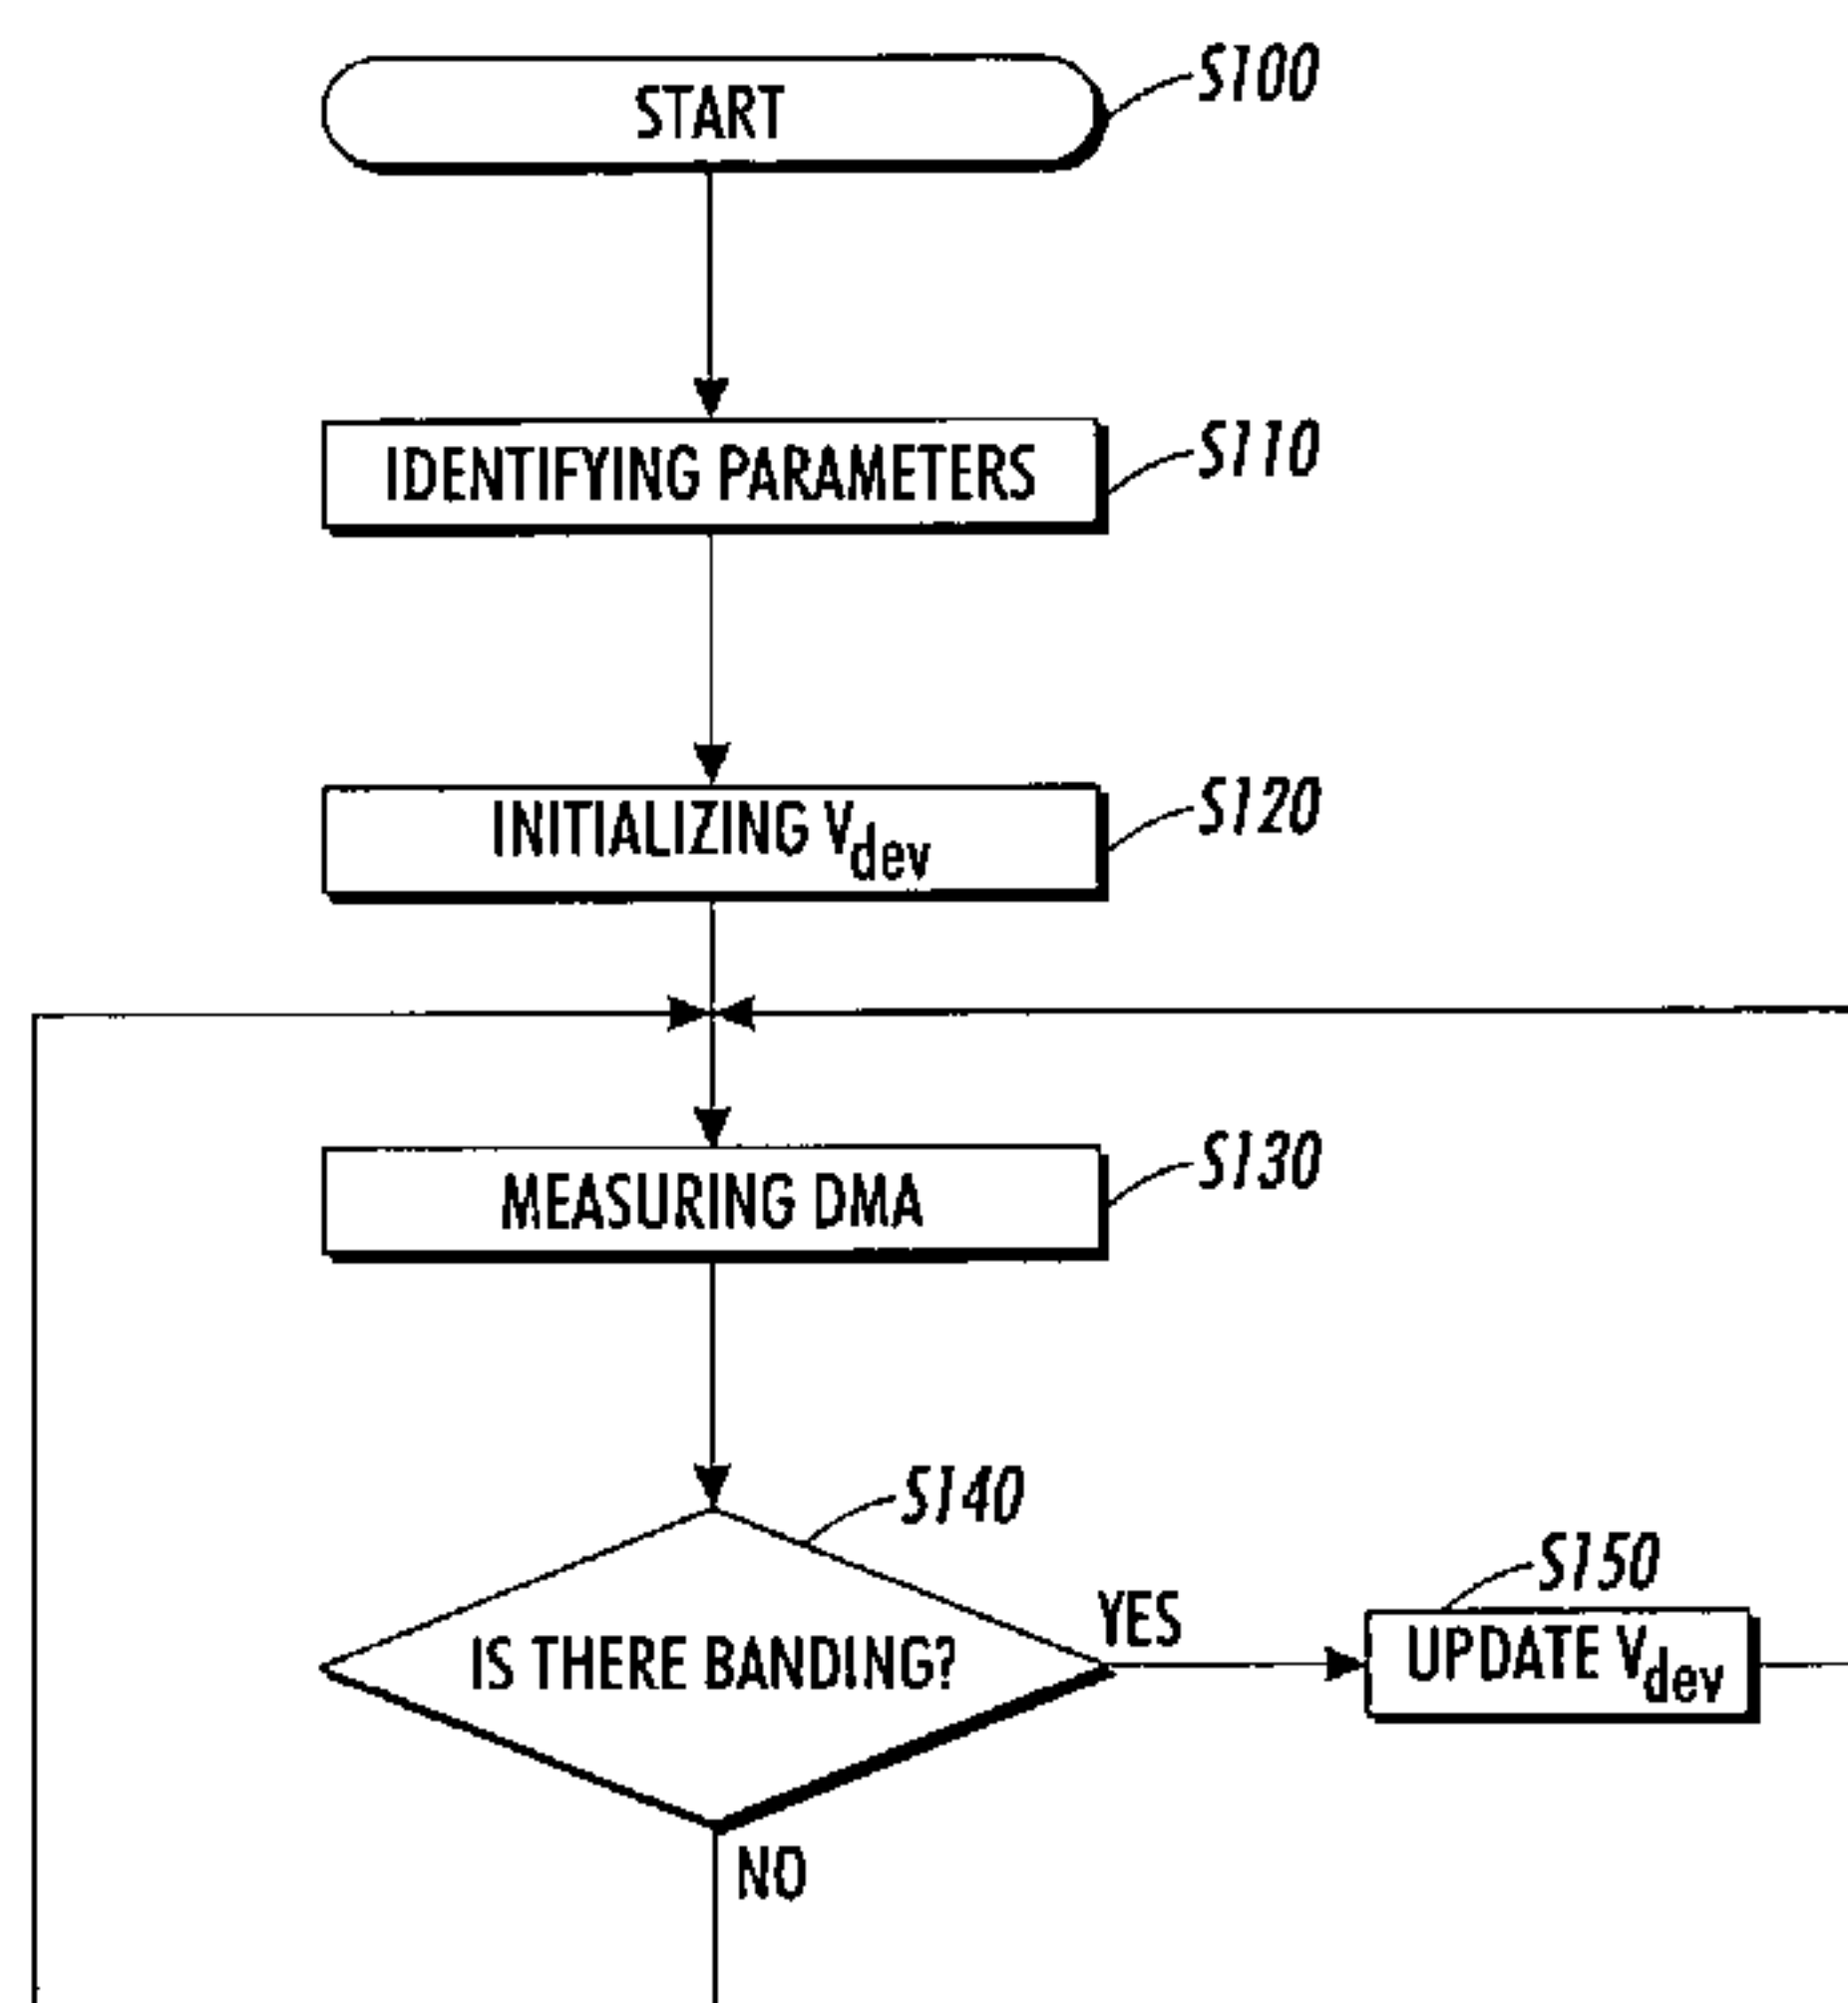 START
S100
IDENTIFYING PARAMETERS
S110
INITIALIZING Vdev
S120
MEASURING DMA
S130
S140
IS THERE BANDING?
YES
S150
UPDATE Vdev
NO